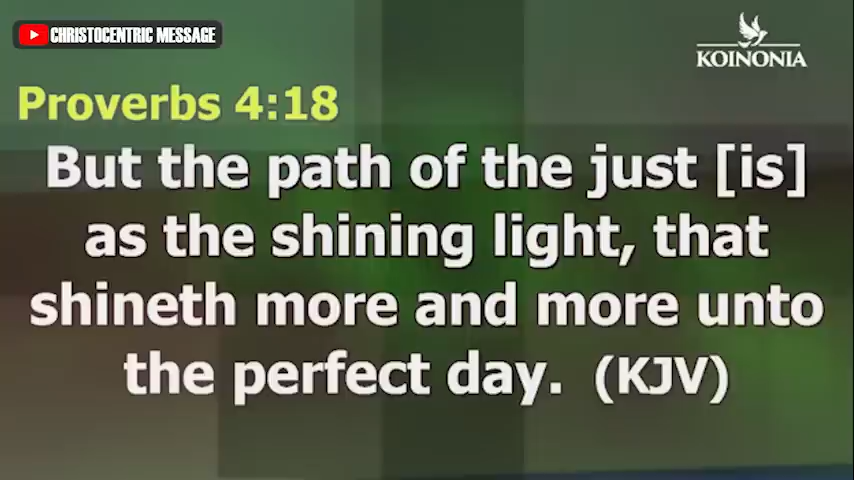 CHRISTOCENTRIC MESSAGE
KOINONIA
Proverbs 4:18
But the path of the just [is]
as the shining light, that
shineth more and more unto
the perfect day. (KJV)